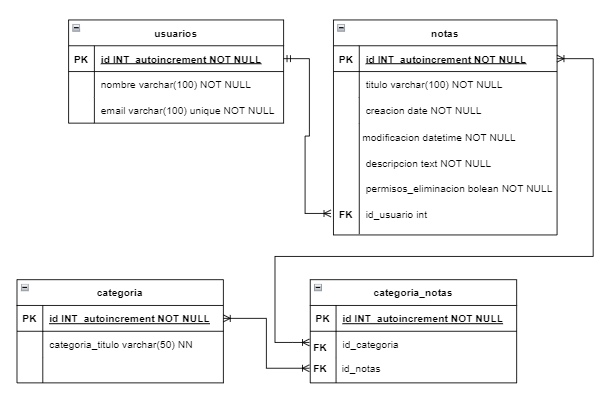 usuarios
PK id INT autoincrement NOT NULL
nombre varchar(100) NOT NULL
email varchar(100) unique NOT NULL
notas
PK id INT autoincrement NOT NULL
titulo varchar(100) NOT NULL
creacion date NOT NULL
modificacion datetime NOT NULL
descripcion text NOT NULL
permisos_eliminacion bolean NOT NULL
FK id_usuario int
categoria
PK id INT autoincrement NOT NULL
categoria_titulo varchar(50) NN
categoria_notas
PK id INT autoincrement NOT NULL
FK id_categoria
FK id_notas